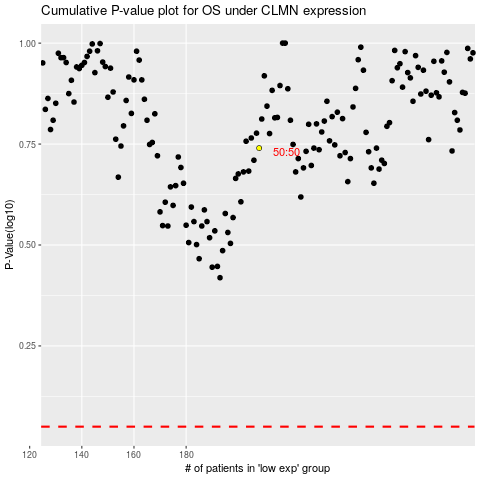 Cumulative P-value plot for OS under CLMN expression
P-Value(log10)
1.00
0.75
0.50
0.25
50:50
120 140 160 180
# of patients in 'low exp' group